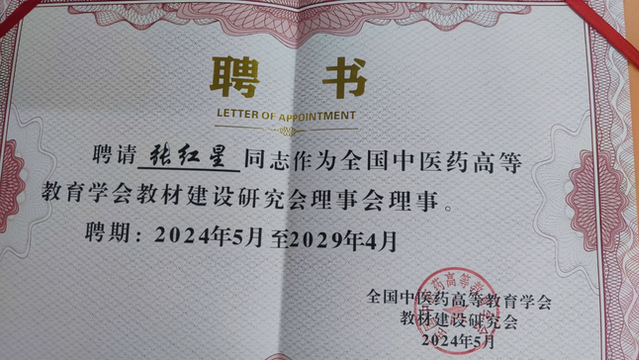 聘 书
LETTER OF APPOINTMENT
聘请 张红星 同志作为全国中医药高等
教育学会教材建设研究会理事会理事。
聘期：2024年5月至2029年4月
全国中医药高等教育学会
教材建设研究会
2024年5月